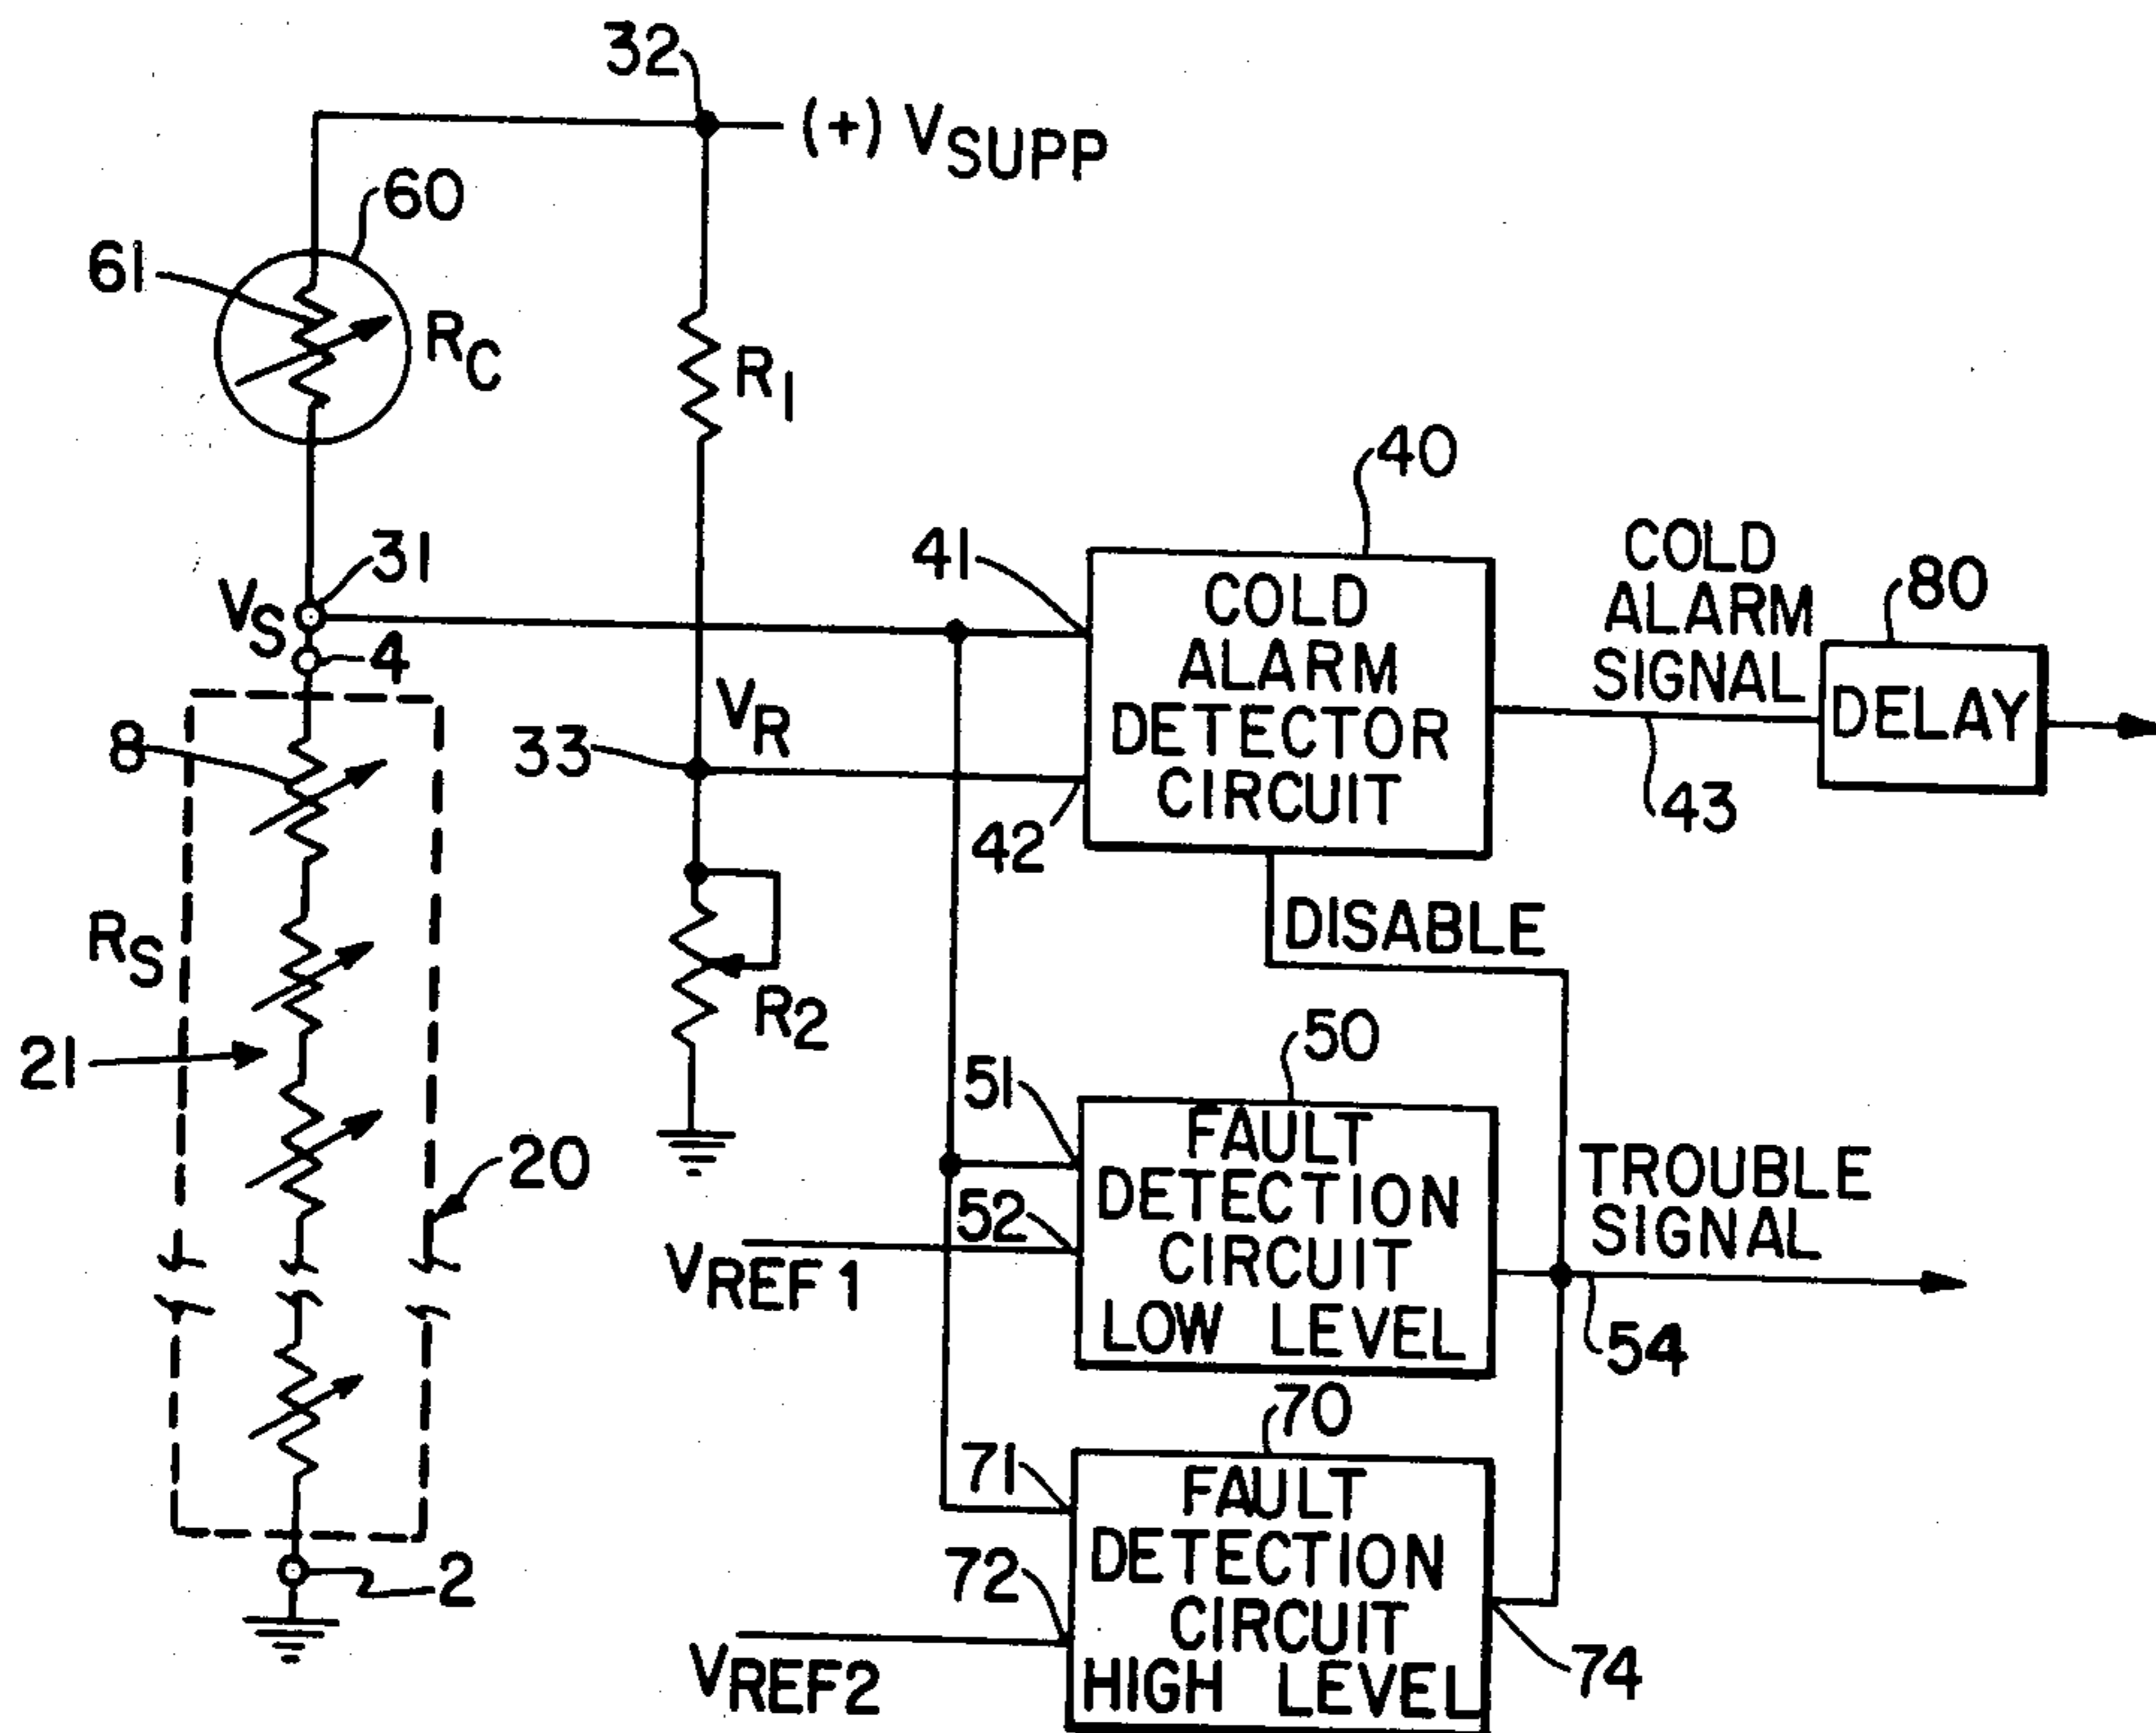 32
(+) VSUPP
60
61
RC
R1
40
41
COLD
ALARM
SIGNAL
80
31
VS
4
COLD
ALARM
DETECTOR
CIRCUIT
DELAY
VR
8
33
42
43
DISABLE
RS
R2
50
21
51
FAULT
DETECTION
CIRCUIT
LOW LEVEL
TROUBLE
SIGNAL
20
52
VREF 1
54
70
71
FAULT
DETECTION
CIRCUIT
HIGH LEVEL
72
2
74
VREF2